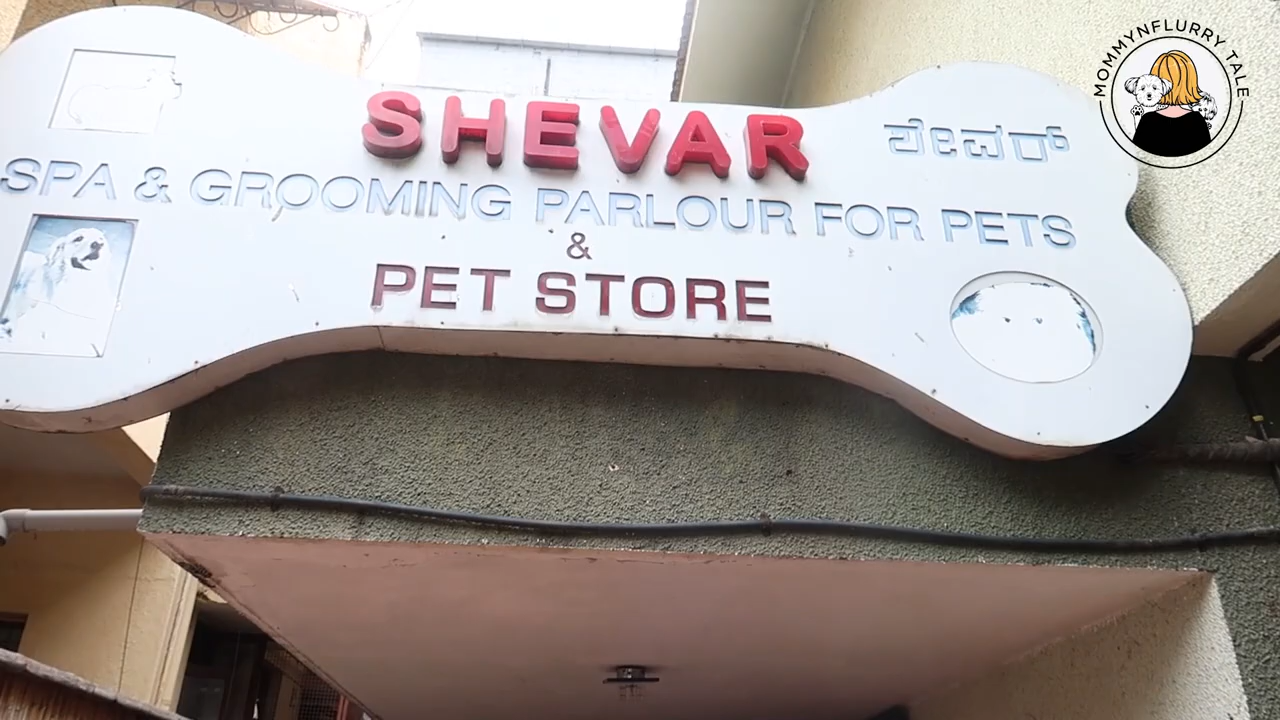 SHEVAR
ಶೇವರ್
SPA & GROOMING PARLOUR FOR PETS
&
PET STORE
MOMMYNFLURRY TALE